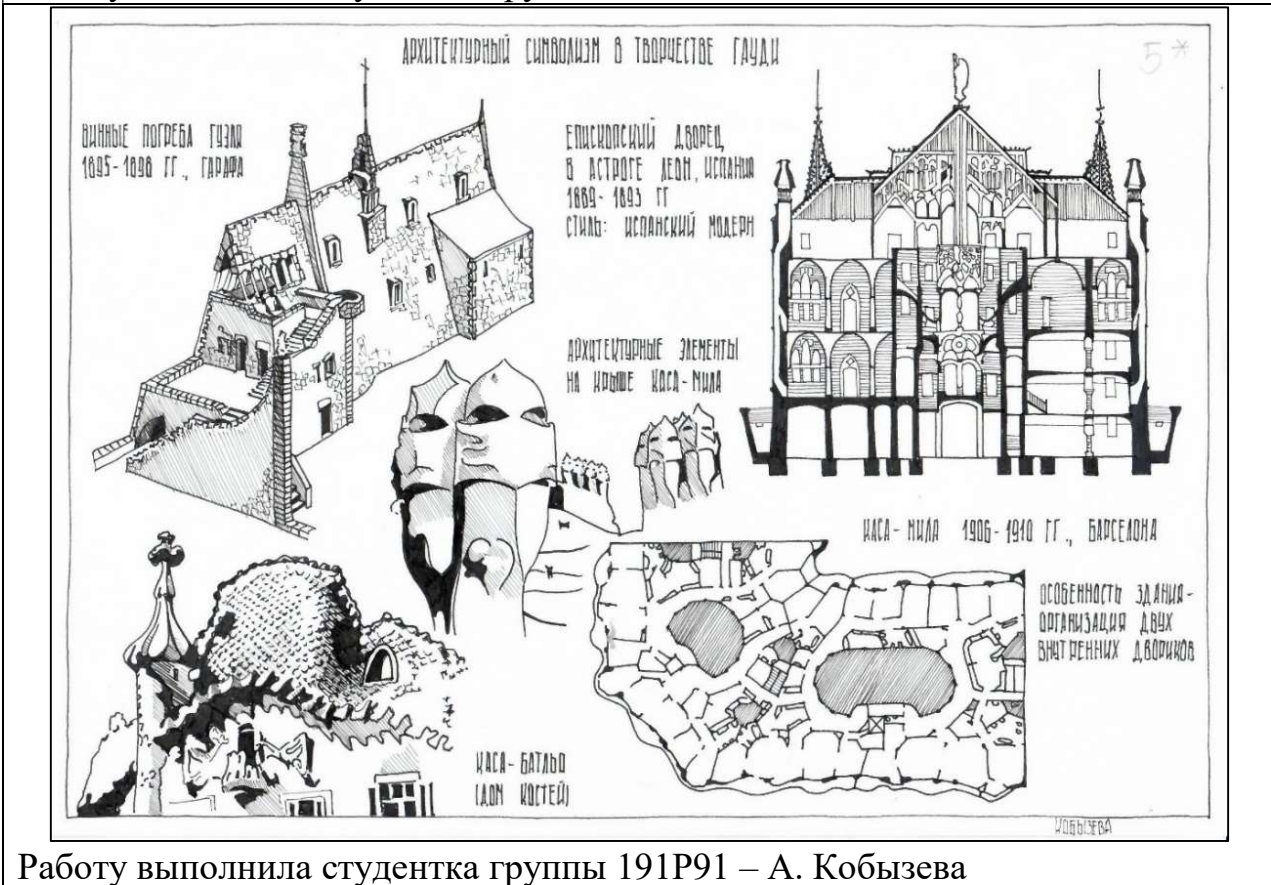 АРХИТЕКТУРНЫЙ СИМВОЛИЗМ В ТВОРЧЕСТВЕ ГАУДИ
5*
ВИННЫЕ ПОГРЕБА ГУЭЛЯ
1895-1898 ГГ., ГАРАФА
ЕПИСКОПСКИЙ ДВОРЕЦ
В АСТРОГЕ ЛЕОН, ИСПАНИЯ
1889-1893 ГГ
СТИЛЬ: ИСПАНСКИЙ МОДЕРН
АРХИТЕКТУРНЫЕ ЭЛЕМЕНТЫ
НА КРЫШЕ КАСА-МИЛА
КАСА-МИЛА 1906-1910 ГГ., БАРСЕЛОНА
ОСОБЕННОСТЬ ЗДАНИЯ-
ОРГАНИЗАЦИЯ ДВУХ
ВНУТРЕННИХ ДВОРИКОВ
КАСА-БАТЛЬО
(ДОМ КОСТЕЙ)
КОБЫЗЕВА
Работу выполнила студентка группы 191Р91 – А. Кобызева